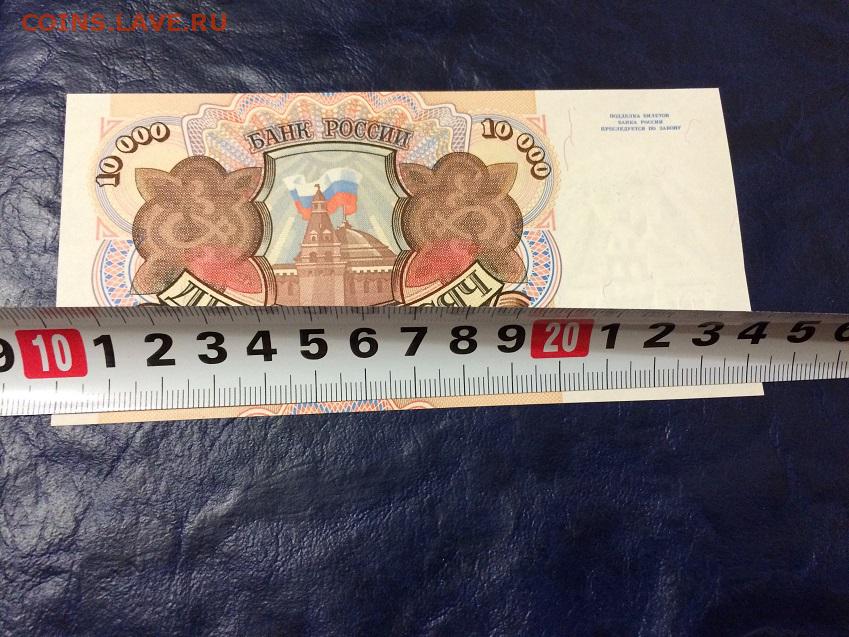 COINS.LAVE.RU
ПОДДЕЛКА БИЛЕТОВ
БАНКА РОССИИ
ПРЕСЛЕДУЕТСЯ ПО ЗАКОНУ
10 000 БАНК РОССИИ 10 000
9 10 1 2 3 4 5 6 7 8 9 20 1 2 3 4 5 6